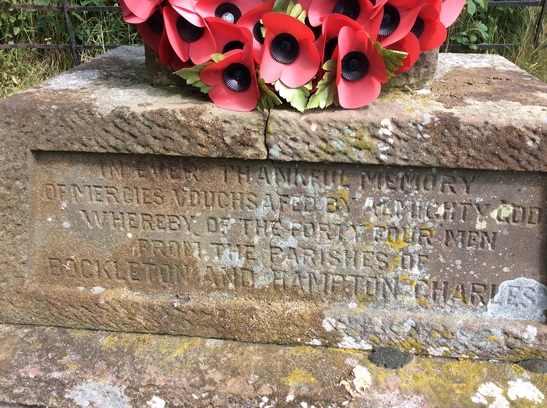 IN EVER THANKFUL MEMORY
OF MERCIES VOUCHSAFED BY ALMIGHTY GOD
WHEREBY OF THE FORTY FOUR MEN
FROM THE PARISHES OF
BOCKLETON AND HAMPTON CHARLES